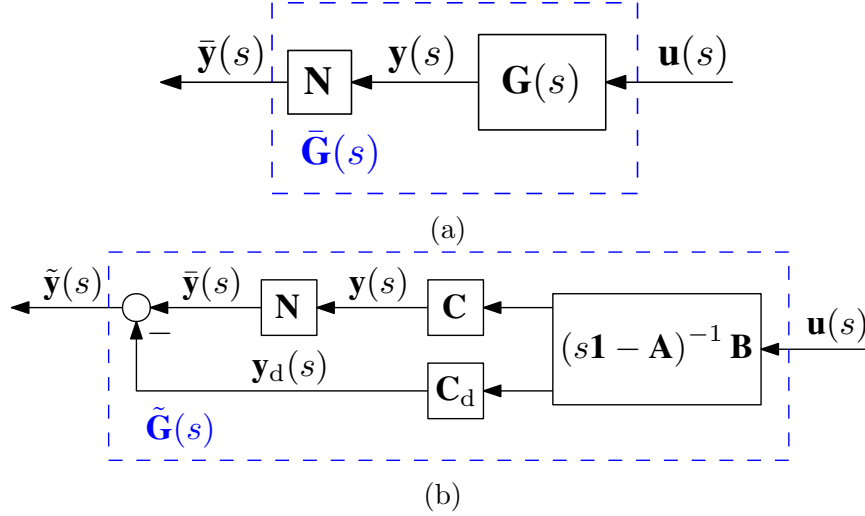 ȳ(s) y(s) u(s)
N G(s)
Ḡ(s)
(a)
ỹ(s) ȳ(s) y(s) u(s)
N C (s1 − A)⁻¹ B
−
y_d(s) C_d
G̃(s)
(b)